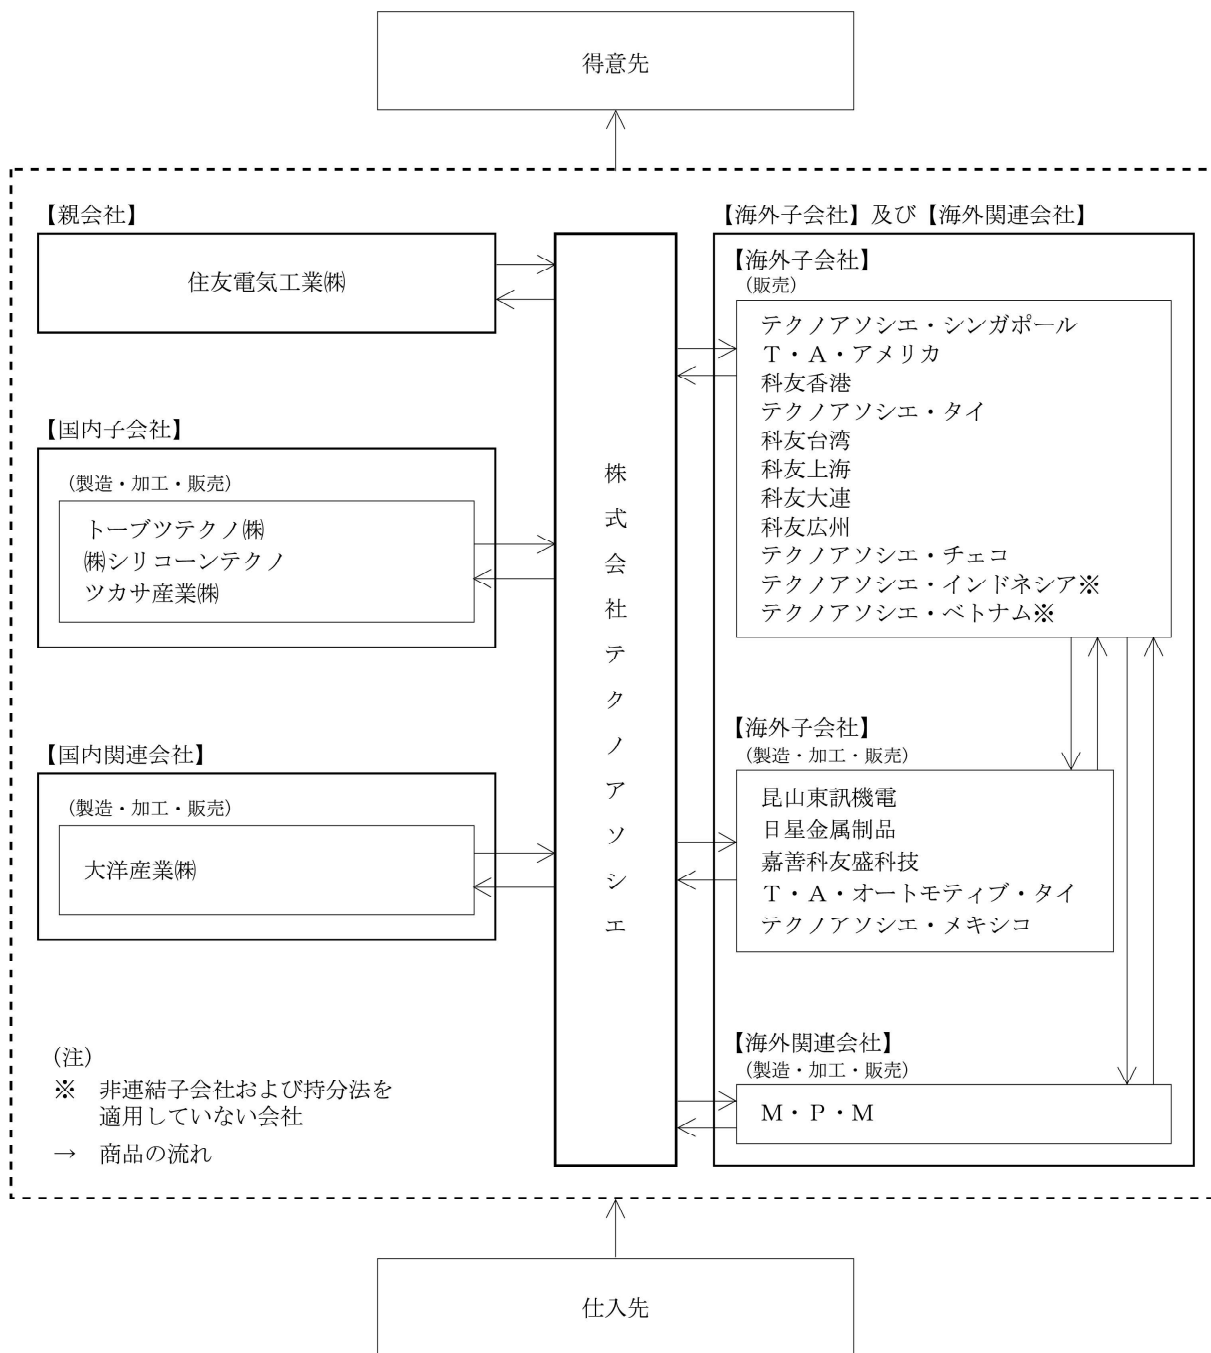 得意先
【親会社】
住友電気工業㈱
【国内子会社】
（製造・加工・販売）
トーブツテクノ㈱
㈱シリコーンテクノ
ツカサ産業㈱
【国内関連会社】
（製造・加工・販売）
大洋産業㈱
（注）
※　非連結子会社および持分法を
適用していない会社
→　商品の流れ
株式会社テクノアソシエ
【海外子会社】及び【海外関連会社】
【海外子会社】
（販売）
テクノアソシエ・シンガポール
Ｔ・Ａ・アメリカ
科友香港
テクノアソシエ・タイ
科友台湾
科友上海
科友大連
科友広州
テクノアソシエ・チェコ
テクノアソシエ・インドネシア※
テクノアソシエ・ベトナム※
【海外子会社】
（製造・加工・販売）
昆山東訊機電
日星金属制品
嘉善科友盛科技
Ｔ・Ａ・オートモティブ・タイ
テクノアソシエ・メキシコ
【海外関連会社】
（製造・加工・販売）
Ｍ・Ｐ・Ｍ
仕入先